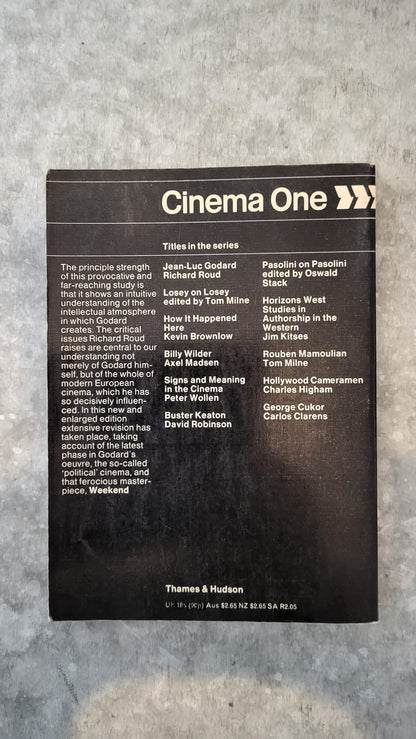 Cinema One
Titles in the series
The principle strength
of this provocative and
far-reaching study is
that it shows an intuitive
understanding of the
intellectual atmosphere
in which Godard
creates. The critical
issues Richard Roud
raises are central to our
understanding not
merely of Godard him-
self, but of the whole of
modern European
cinema, which he has
so decisively influen-
ced. In this new and
enlarged edition
extensive revision has
taken place, taking
account of the latest
phase in Godard's
oeuvre, the so-called
'political' cinema, and
that ferocious master-
piece, Weekend
Jean-Luc Godard
Richard Roud
Losey on Losey
edited by Tom Milne
How It Happened
Here
Kevin Brownlow
Billy Wilder
Axel Madsen
Signs and Meaning
in the Cinema
Peter Wollen
Buster Keaton
David Robinson
Pasolini on Pasolini
edited by Oswald
Stack
Horizons West
Studies in
Authorship in the
Western
Jim Kitses
Rouben Mamoulian
Tom Milne
Hollywood Cameramen
Charles Higham
George Cukor
Carlos Clarens
Thames & Hudson
UK 18s (90p) Aus $2.65 NZ $2.65 SA R2.05